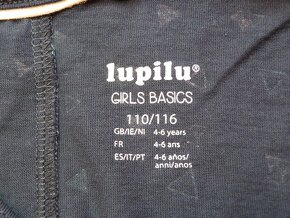 lupilu®
GIRLS BASICS
110/116
GB/IE/NI 4-6 years
FR 4-6 ans
ES/IT/PT 4-6 años/
anni/anos